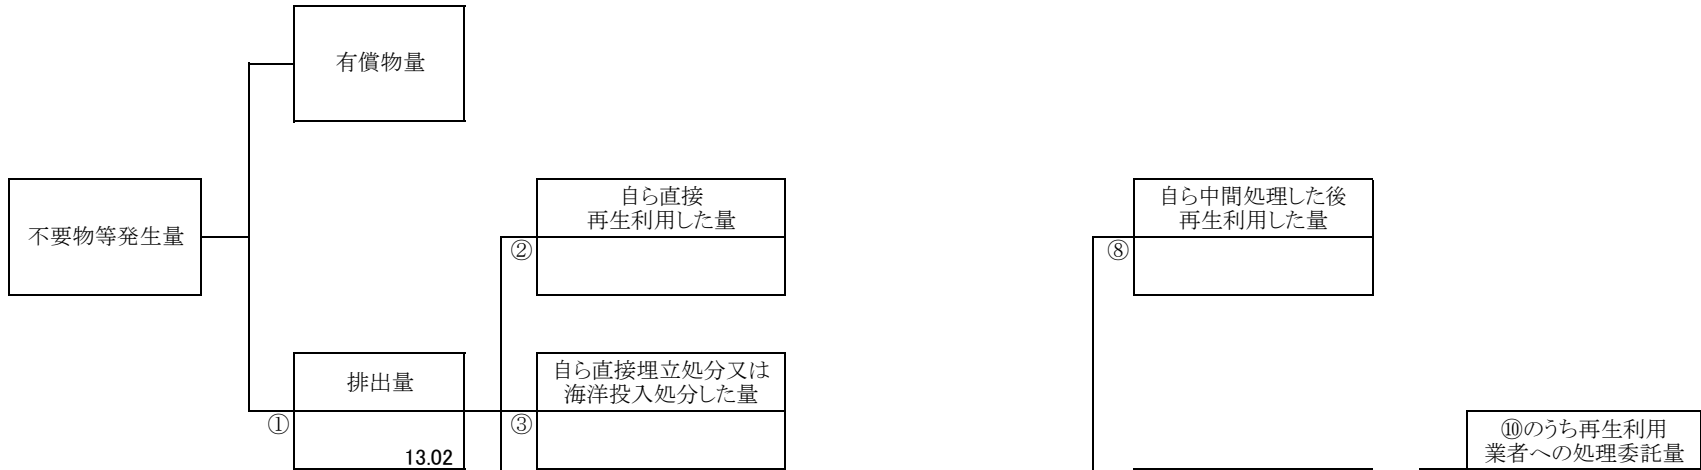 有償物量
不要物等発生量
自ら直接
再生利用した量
②
自ら中間処理した後
再生利用した量
⑧
排出量
①
13.02
自ら直接埋立処分又は
海洋投入処分した量
③
⑩のうち再生利用
業者への処理委託量